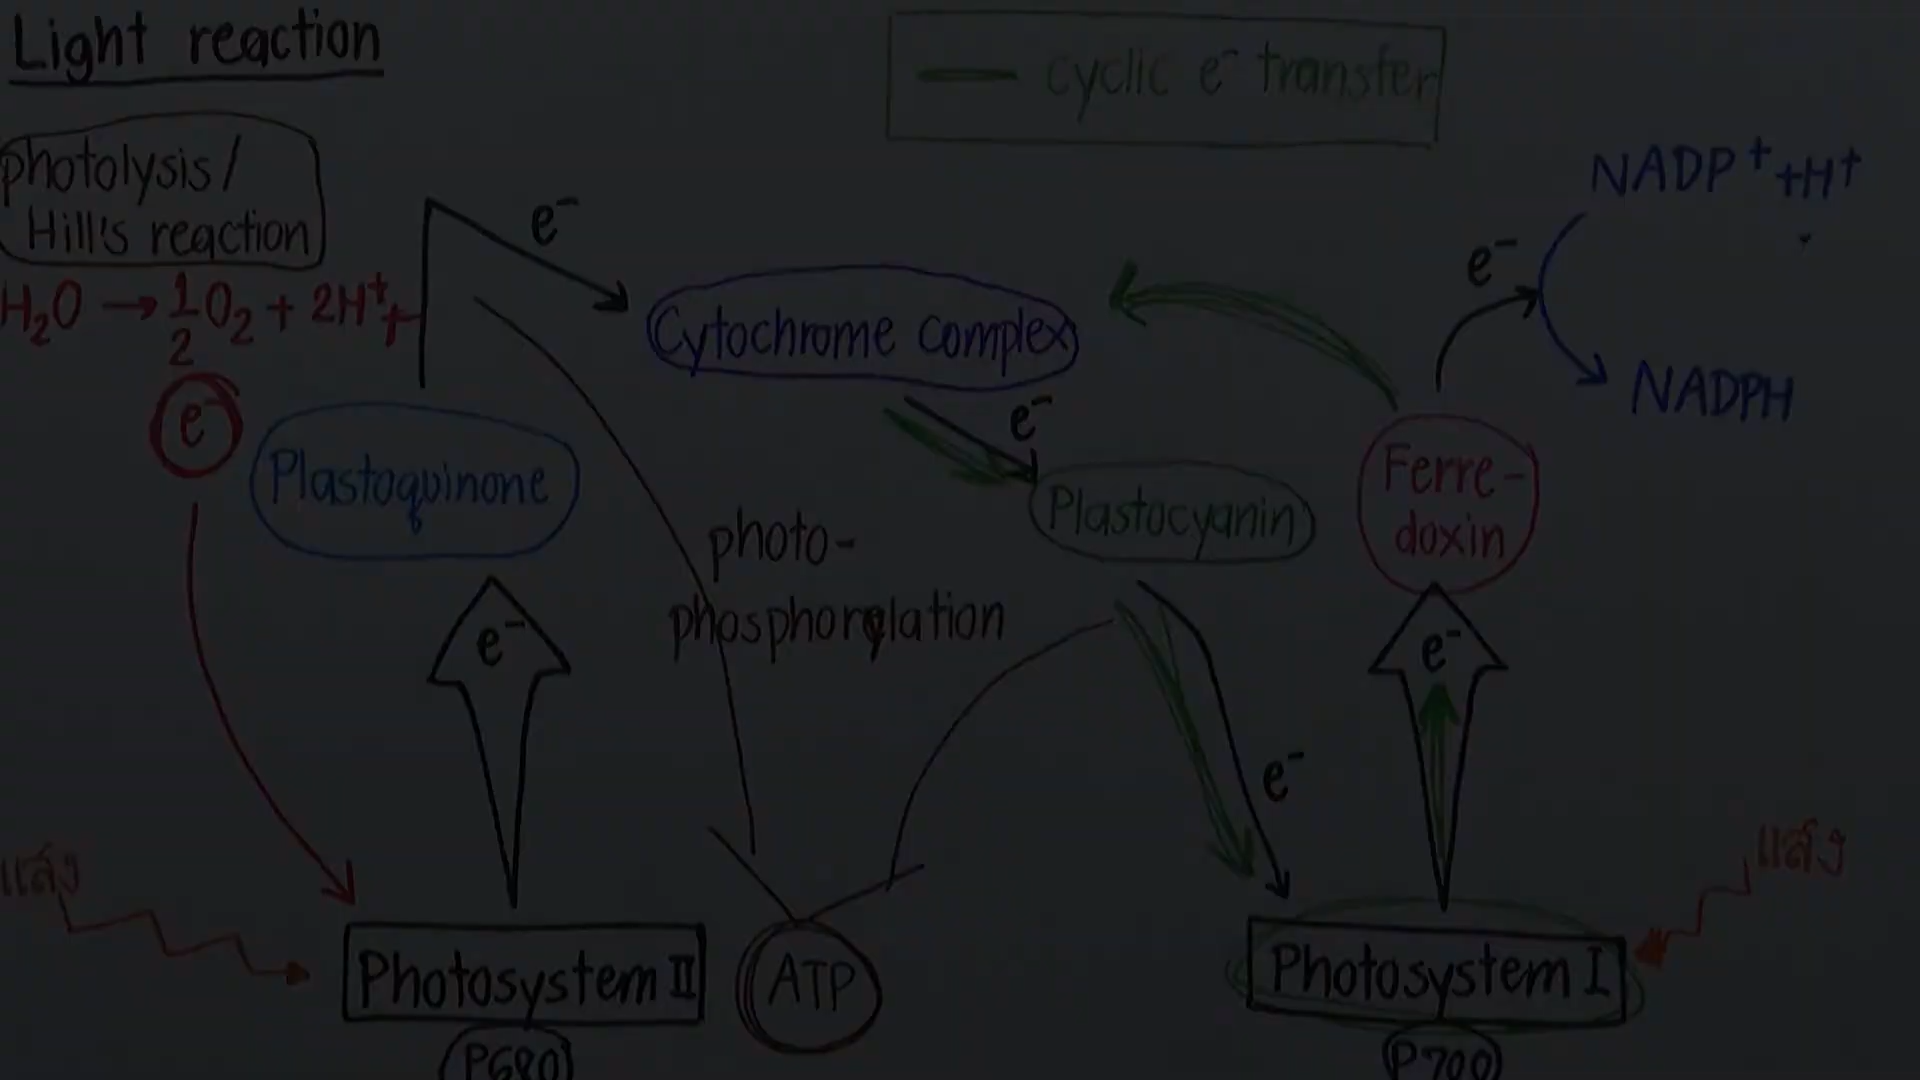 Light reaction
cyclic e⁻ transfer
photolysis/
Hill's reaction
H₂O → ½O₂ + 2H⁺ +
e⁻
NADP⁺ + H⁺
e⁻
e⁻
Cytochrome complex
NADPH
e⁻
Plastoquinone
Plastocyanin
Ferre-
doxin
photo-
phosphorylation
e⁻
e⁻
e⁻
แสง
แสง
Photosystem II
ATP
Photosystem I
P680
P700